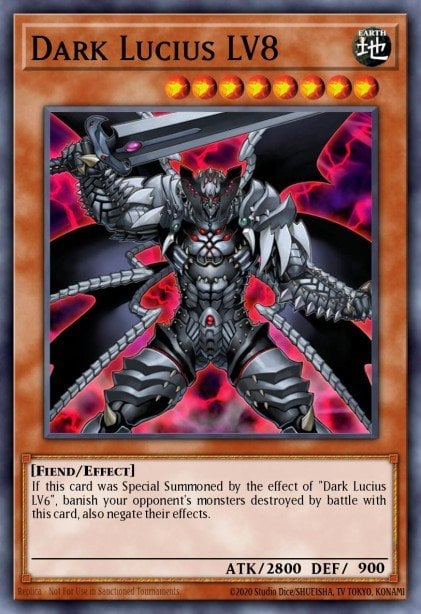 Dark Lucius LV8
EARTH
地
[Fiend/Effect]
If this card was Special Summoned by the effect of "Dark Lucius
LV6", banish your opponent's monsters destroyed by battle with
this card, also negate their effects.
ATK/2800 DEF/ 900
Replica - Not For Use in Sanctioned Tournaments
©2020 Studio Dice/SHUEISHA, TV TOKYO, KONAMI